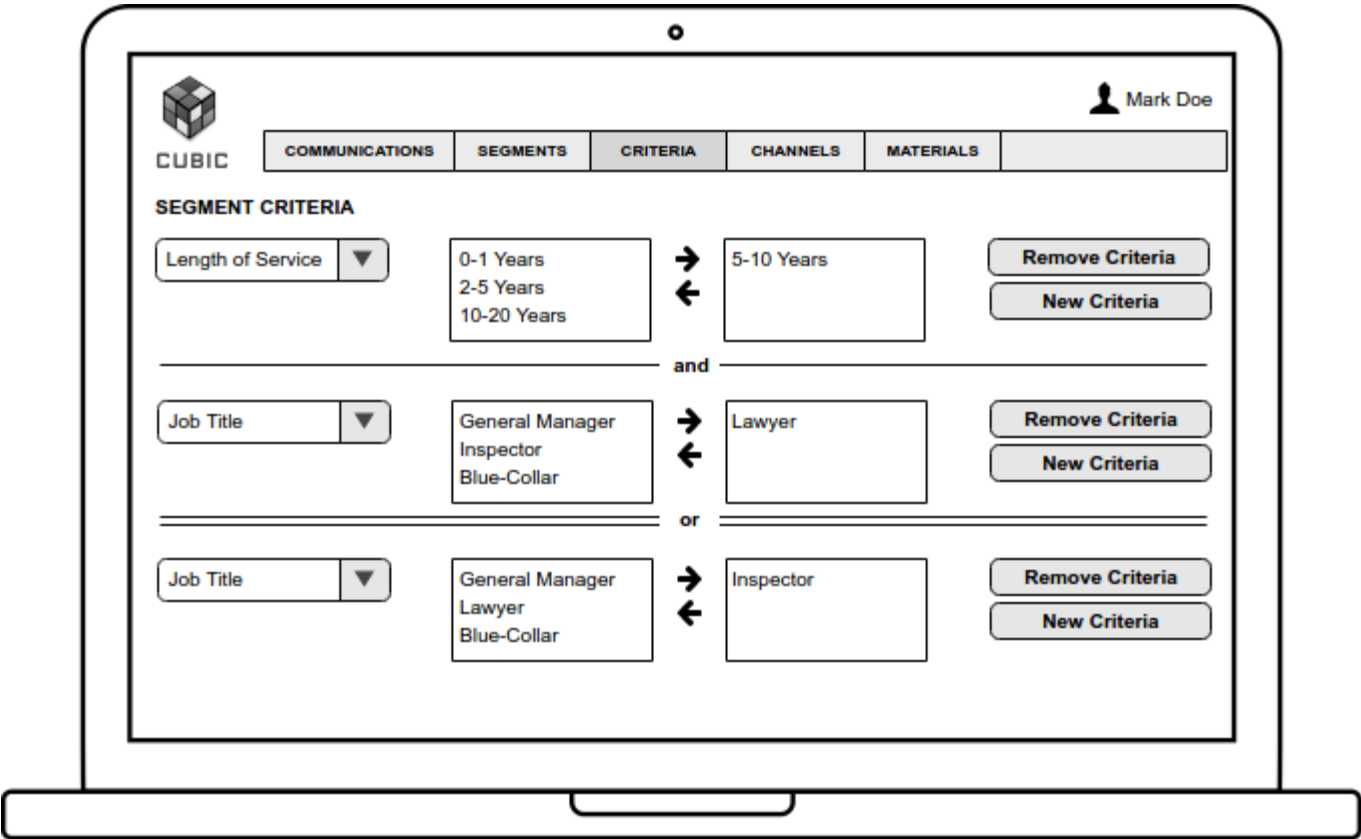 Mark Doe
CUBIC
COMMUNICATIONS SEGMENTS CRITERIA CHANNELS MATERIALS
SEGMENT CRITERIA
Length of Service
0-1 Years
2-5 Years
10-20 Years
5-10 Years
Remove Criteria
New Criteria
and
Job Title
General Manager
Inspector
Blue-Collar
Lawyer
Remove Criteria
New Criteria
or
Job Title
General Manager
Lawyer
Blue-Collar
Inspector
Remove Criteria
New Criteria